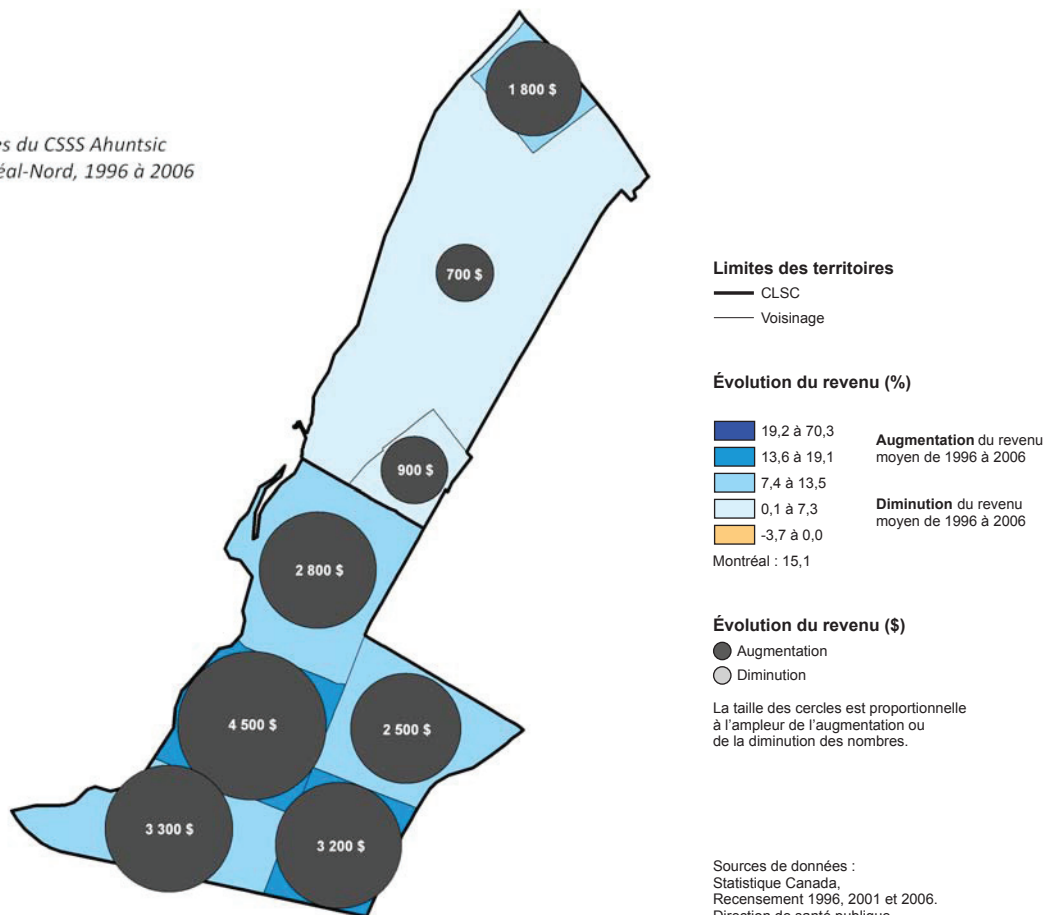 es du CSSS Ahuntsic
éal-Nord, 1996 à 2006
1 800 $
700 $
900 $
2 800 $
4 500 $
2 500 $
3 300 $
3 200 $
Limites des territoires
CLSC
Voisinage
Évolution du revenu (%)
19,2 à 70,3
13,6 à 19,1
7,4 à 13,5
0,1 à 7,3
-3,7 à 0,0
Augmentation du revenu
moyen de 1996 à 2006
Diminution du revenu
moyen de 1996 à 2006
Montréal : 15,1
Évolution du revenu ($)
Augmentation
Diminution
La taille des cercles est proportionnelle
à l'ampleur de l'augmentation ou
de la diminution des nombres.
Sources de données :
Statistique Canada,
Recensement 1996, 2001 et 2006.
Direction de santé publique